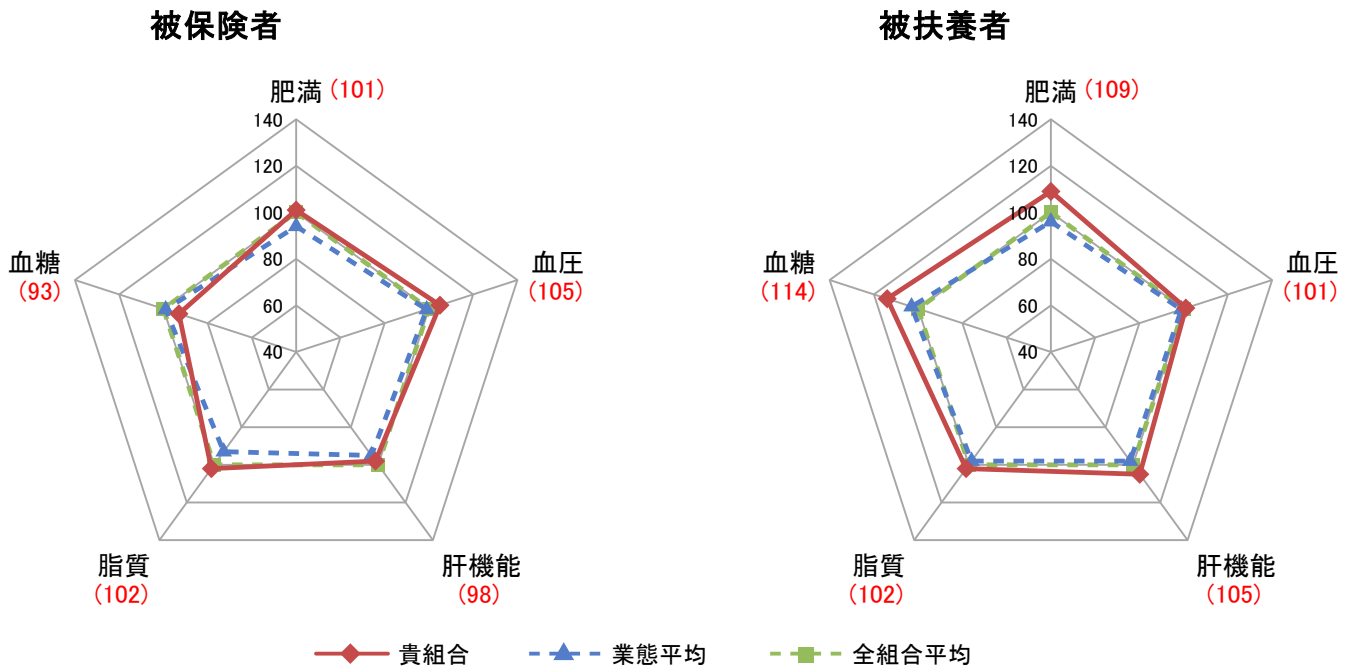 被保険者
肥満 (101)
140
120
100
80
60
40
血圧
(105)
肝機能
(98)
脂質
(102)
血糖
(93)
被扶養者
肥満 (109)
140
120
100
80
60
40
血圧
(101)
肝機能
(105)
脂質
(102)
血糖
(114)
貴組合 業態平均 全組合平均